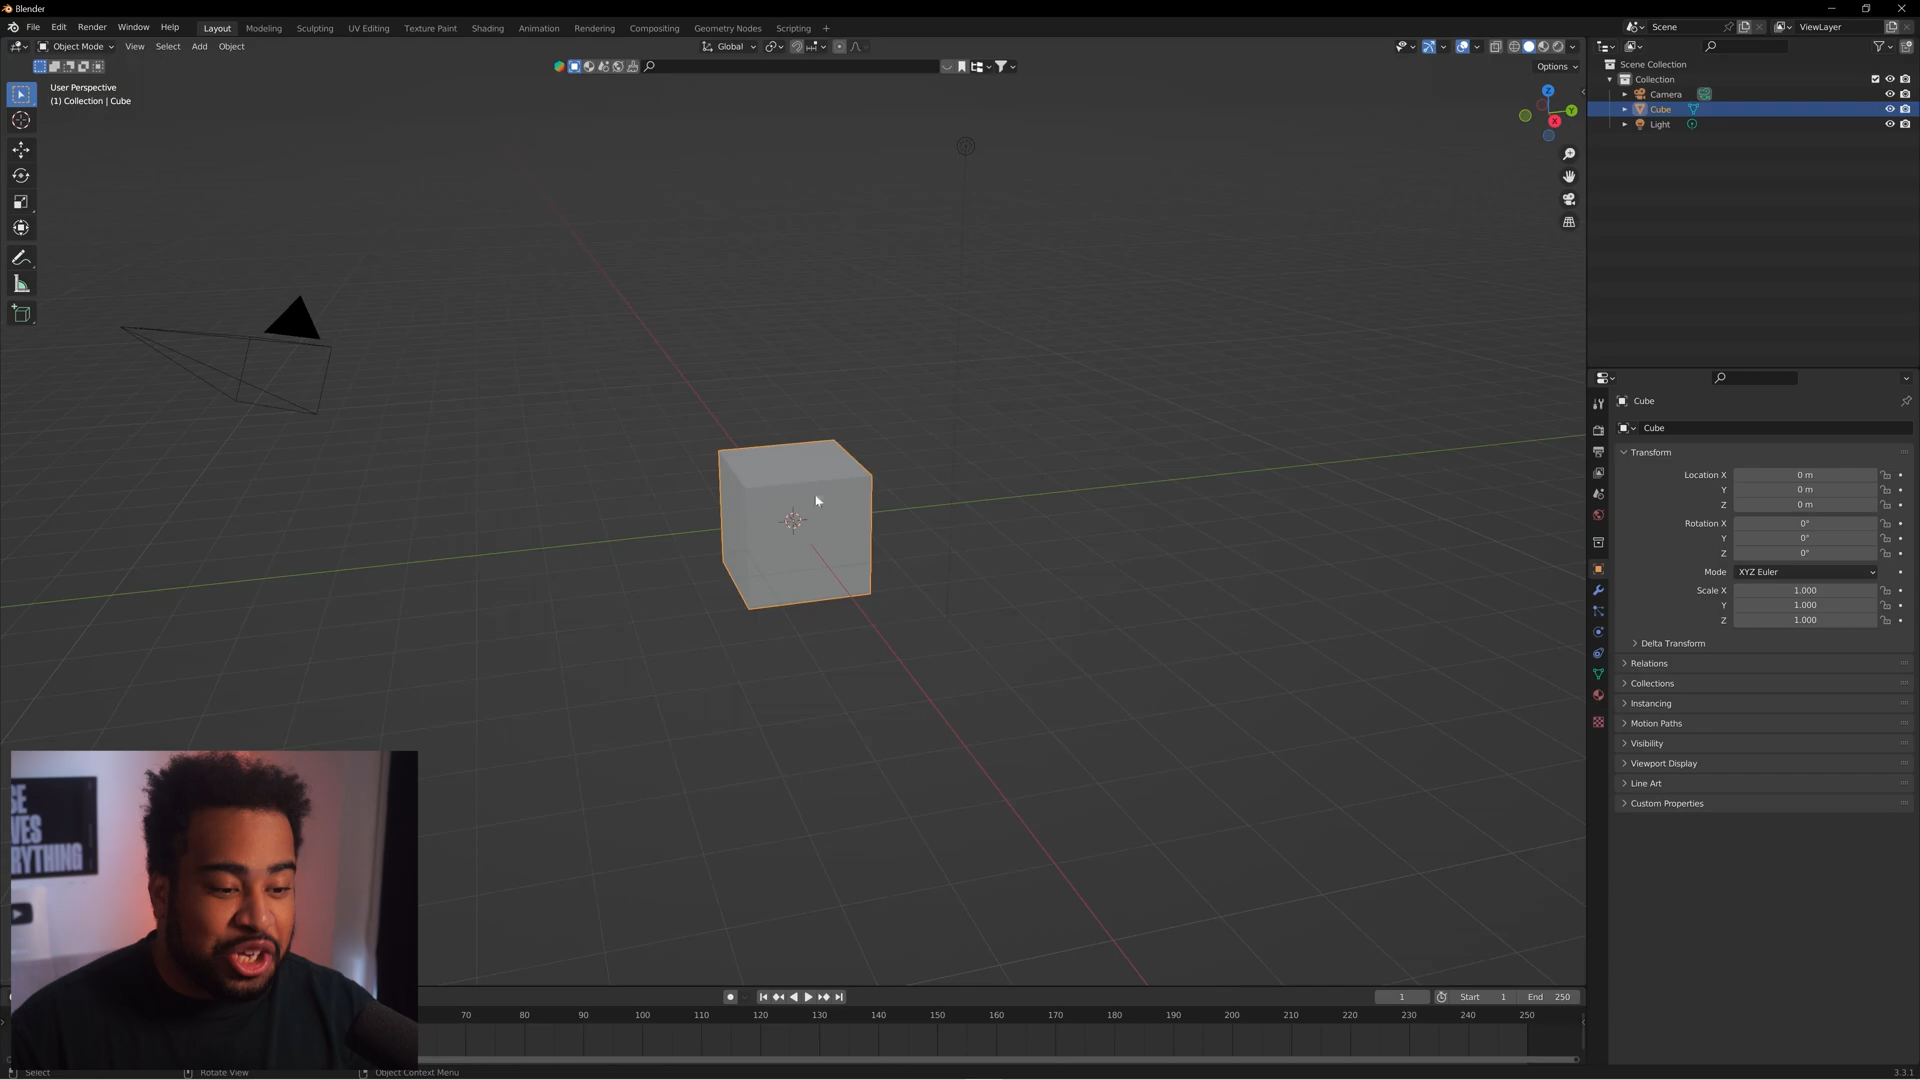 Blender
File Edit Render Window Help Layout Modeling Sculpting UV Editing Texture Paint Shading Animation Rendering Compositing Geometry Nodes Scripting +
Scene ViewLayer
Object Mode View Select Add Object Global
Options
User Perspective
(1) Collection | Cube
Z
Y
X
Scene Collection
Collection
Camera
Cube
Light
Cube
Cube
Transform
Location X 0 m
Y 0 m
Z 0 m
Rotation X 0°
Y 0°
Z 0°
Mode XYZ Euler
Scale X 1.000
Y 1.000
Z 1.000
Delta Transform
Relations
Collections
Instancing
Motion Paths
Visibility
Viewport Display
Line Art
Custom Properties
SE
VES
RYTHING
1 Start 1 End 250
70 80 90 100 110 120 130 140 150 160 170 180 190 200 210 220 230 240 250
Select Rotate View Object Context Menu
3.3.1